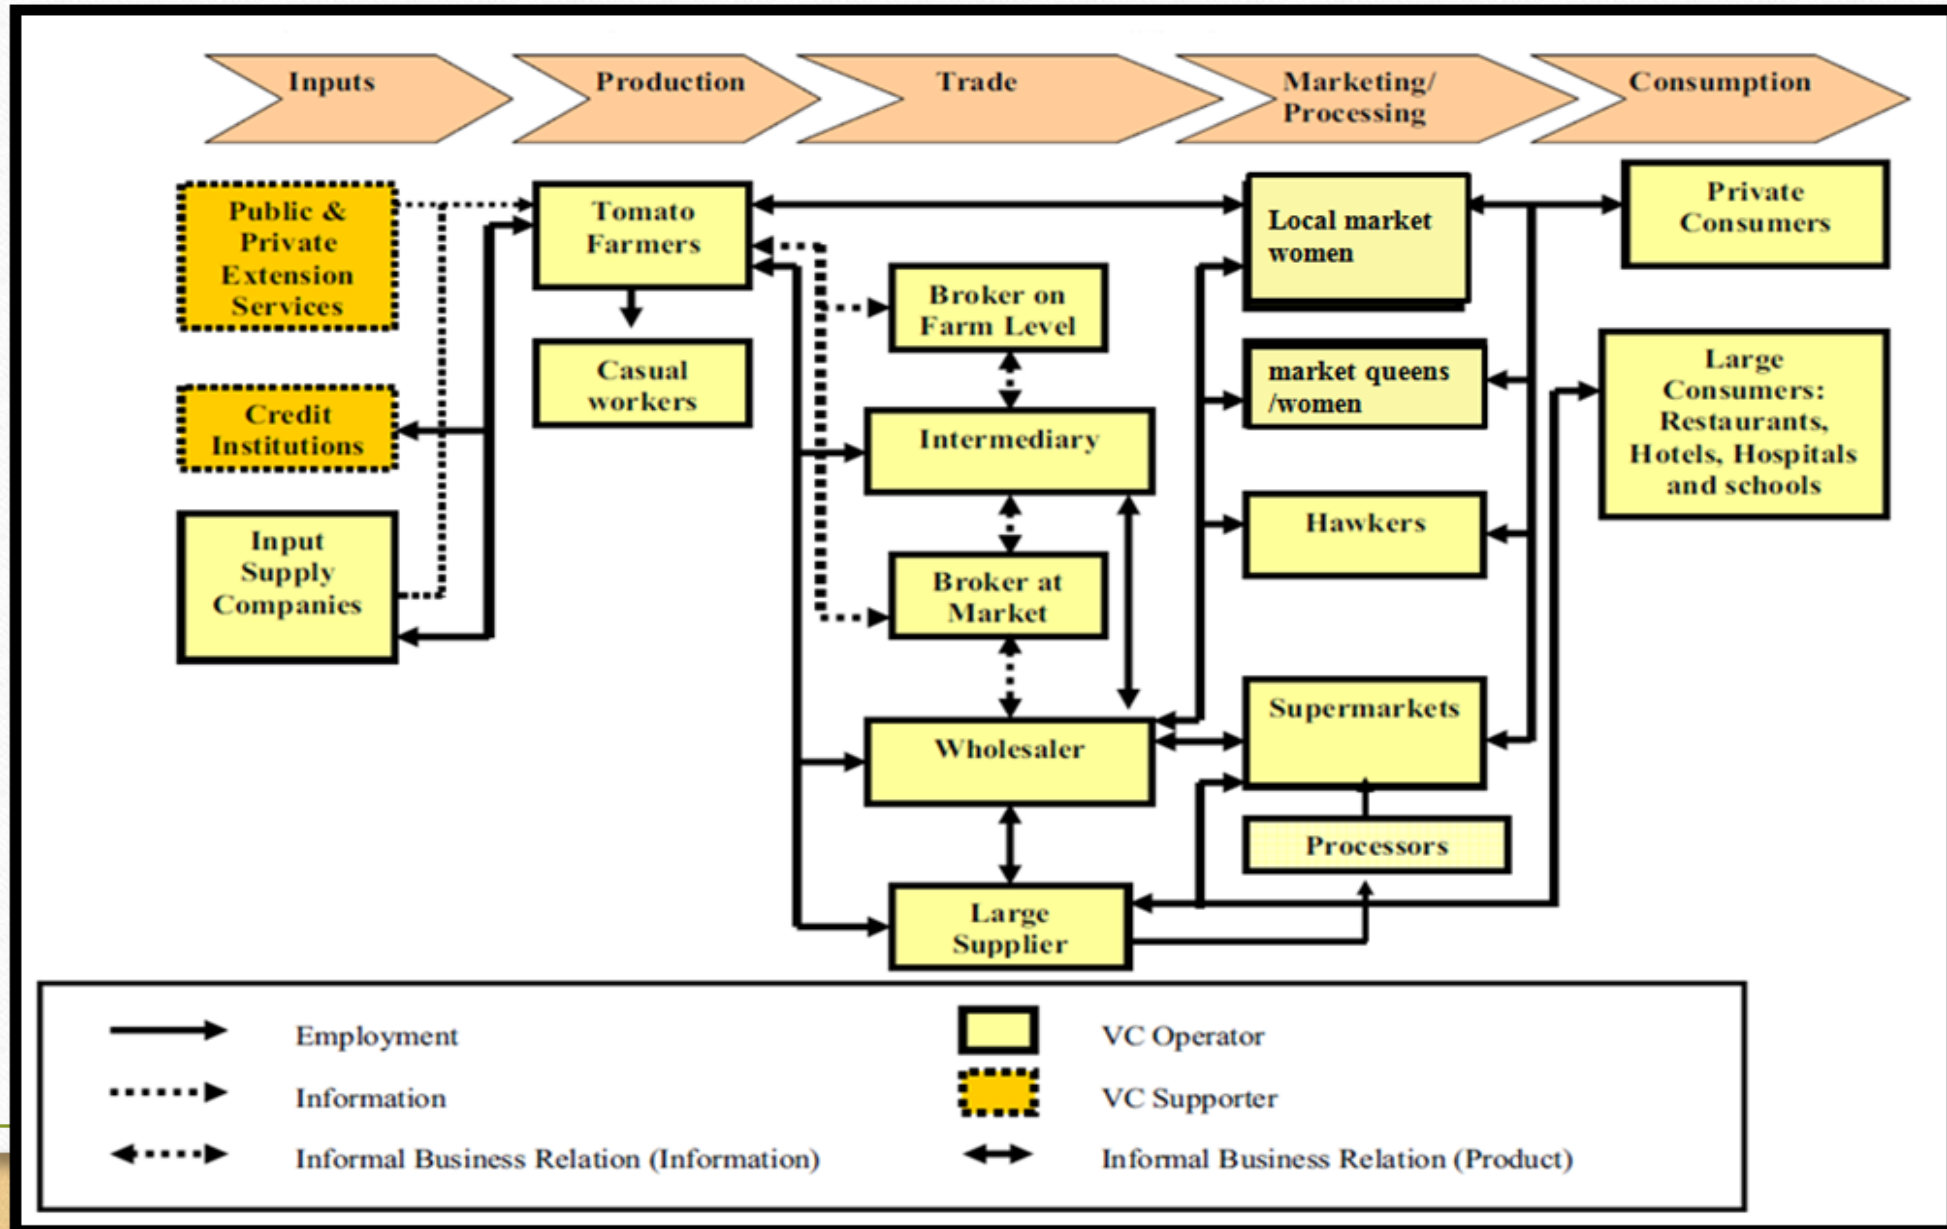 Inputs
Production
Trade
Marketing/
Processing
Consumption
Public &
Private
Extension
Services
Credit
Institutions
Input
Supply
Companies
Tomato
Farmers
Casual
workers
Broker on
Farm Level
Intermediary
Broker at
Market
Wholesaler
Large
Supplier
Local market
women
market queens
/women
Hawkers
Supermarkets
Processors
Private
Consumers
Large
Consumers:
Restaurants,
Hotels, Hospitals
and schools
Employment
Information
Informal Business Relation (Information)
VC Operator
VC Supporter
Informal Business Relation (Product)